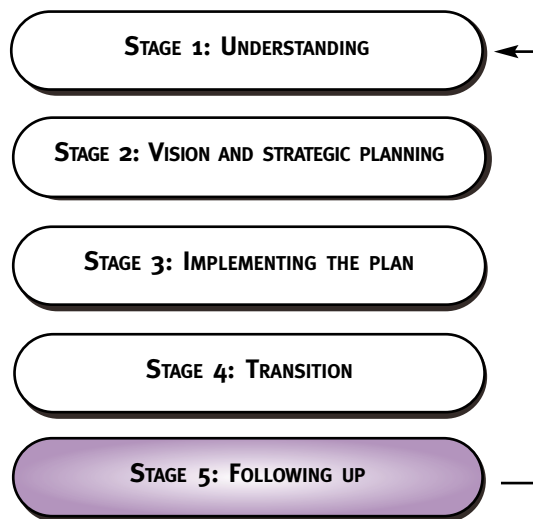 Stage 1: Understanding
Stage 2: Vision and strategic planning
Stage 3: Implementing the plan
Stage 4: Transition
Stage 5: Following up